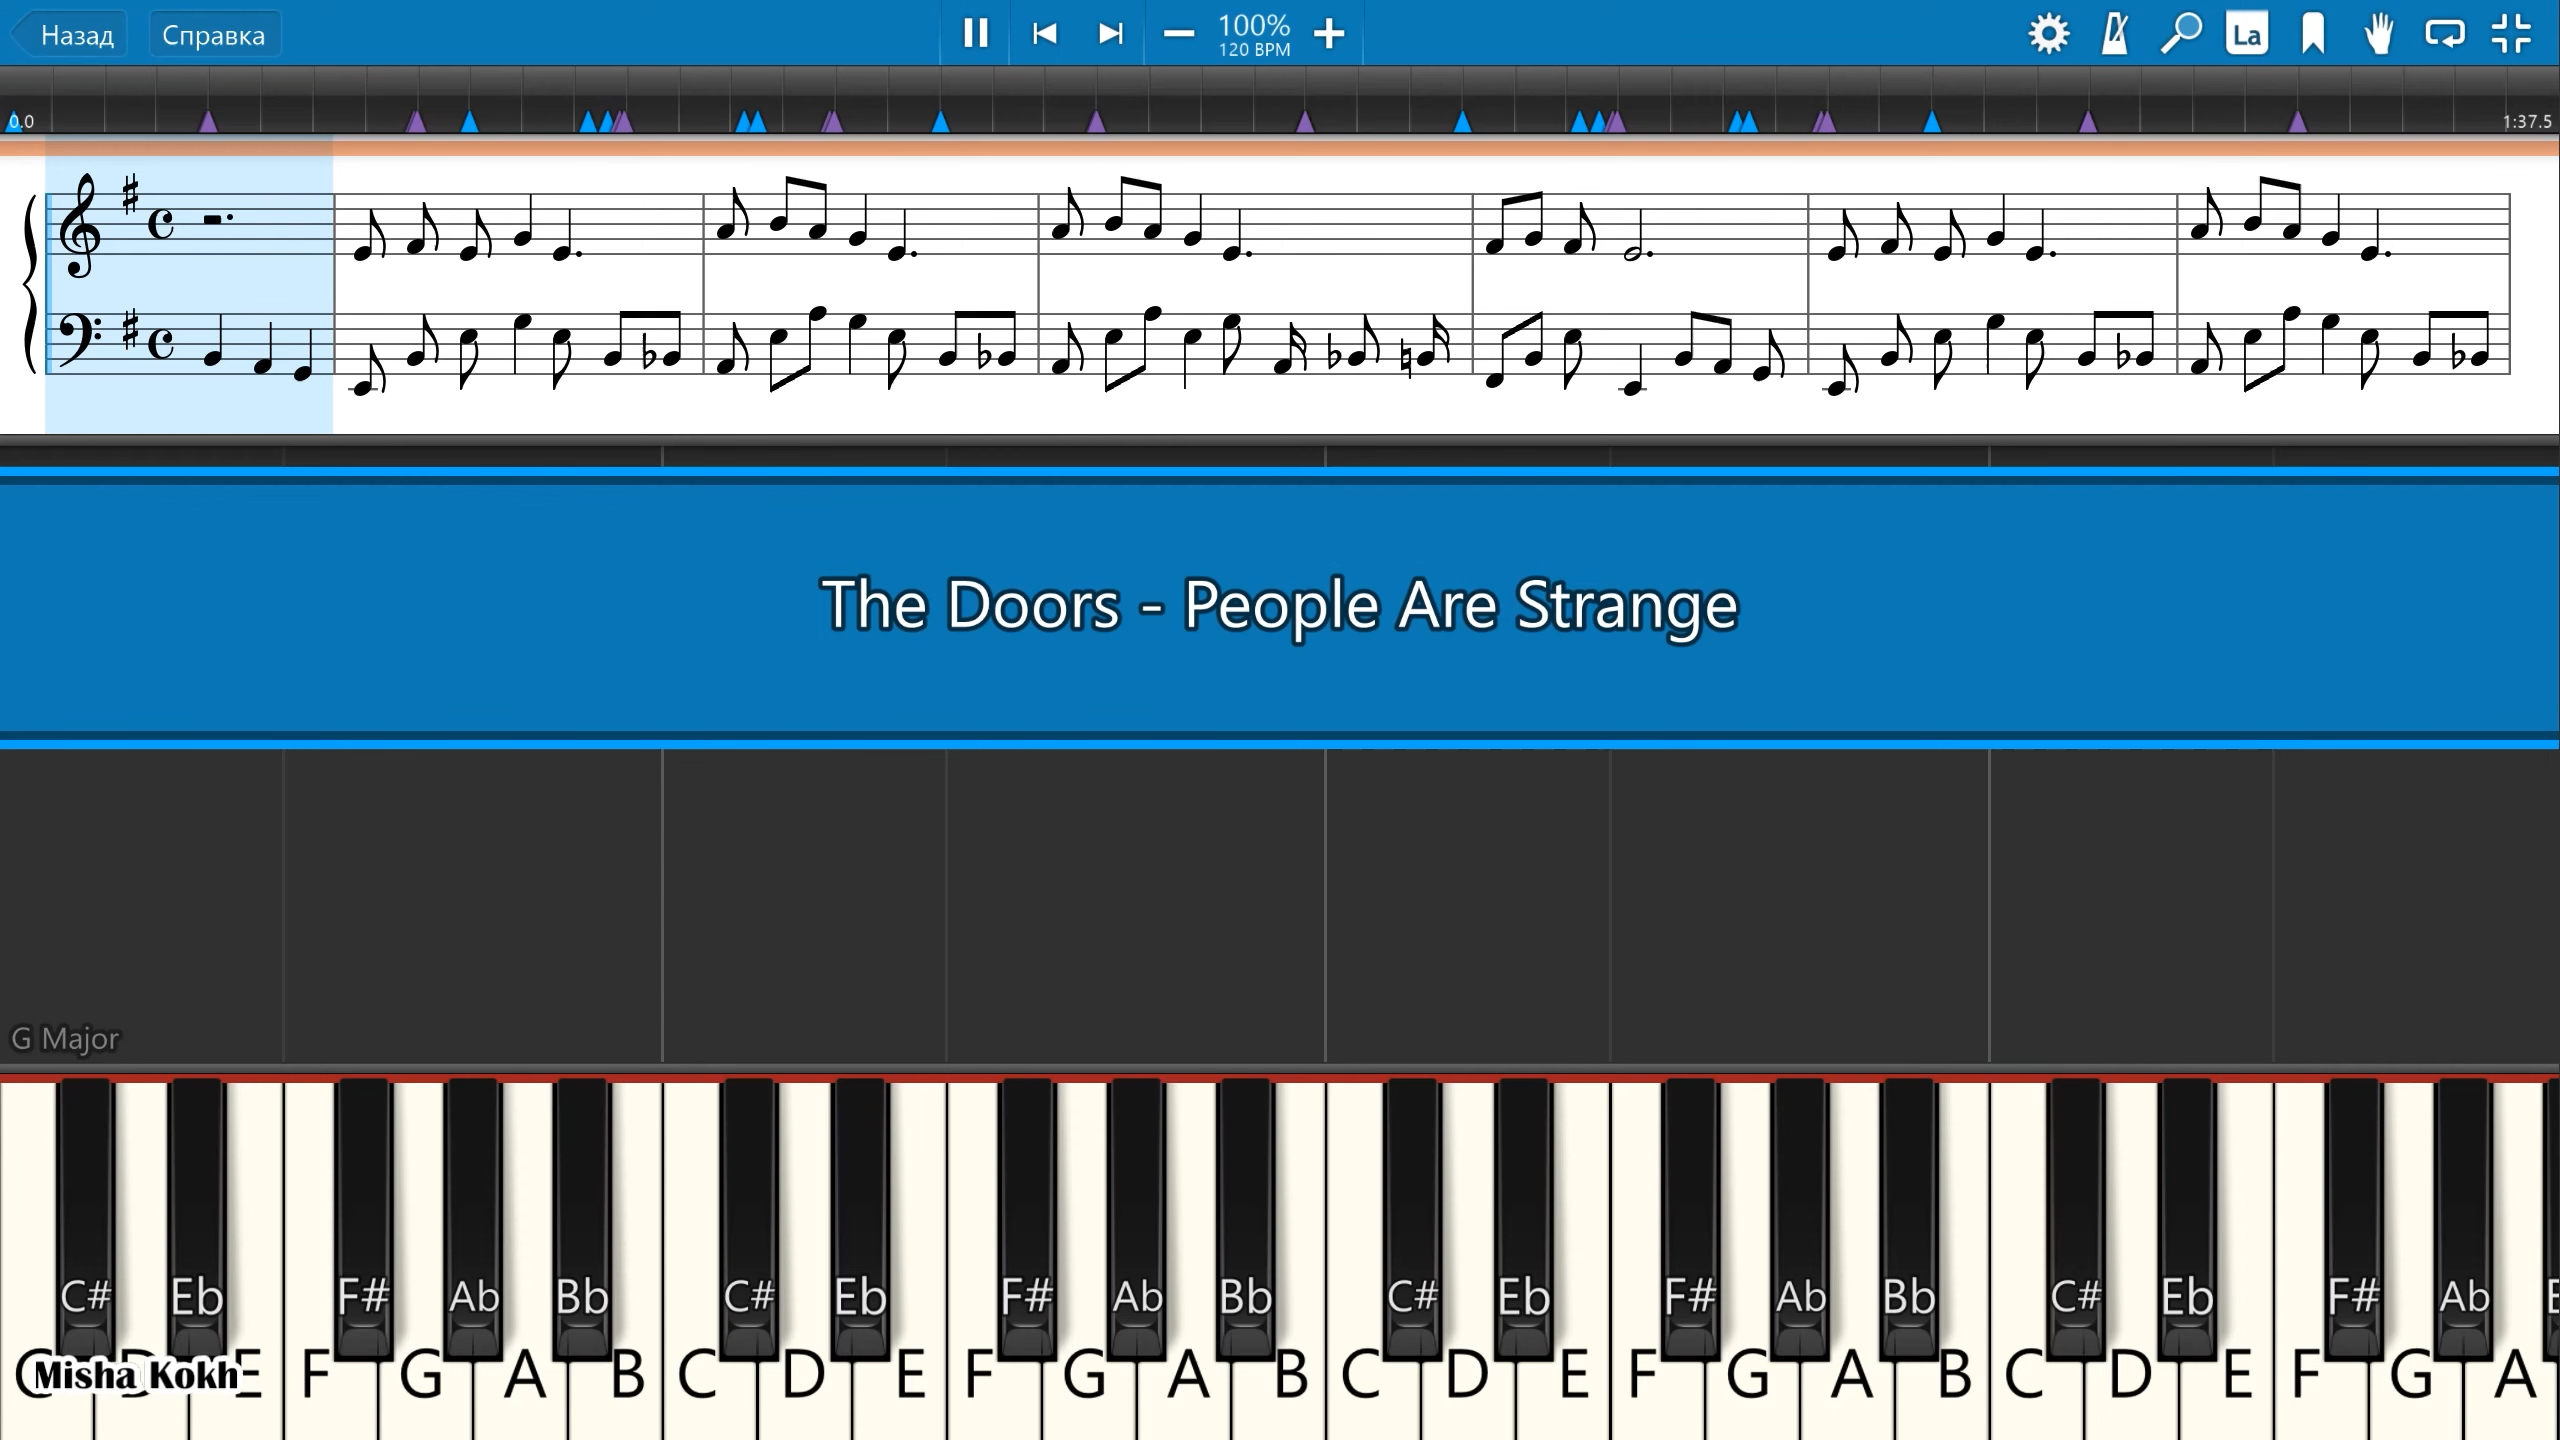 Назад Справка 100% La
120 BPM
0.0 1:37.5
The Doors - People Are Strange
G Major
C# Eb F# Ab Bb C# Eb F# Ab Bb C# Eb F# Ab Bb C# Eb F# Ab
C D E F G A B C D E F G A B C D E F G A B C D E F G A
Misha Kokh